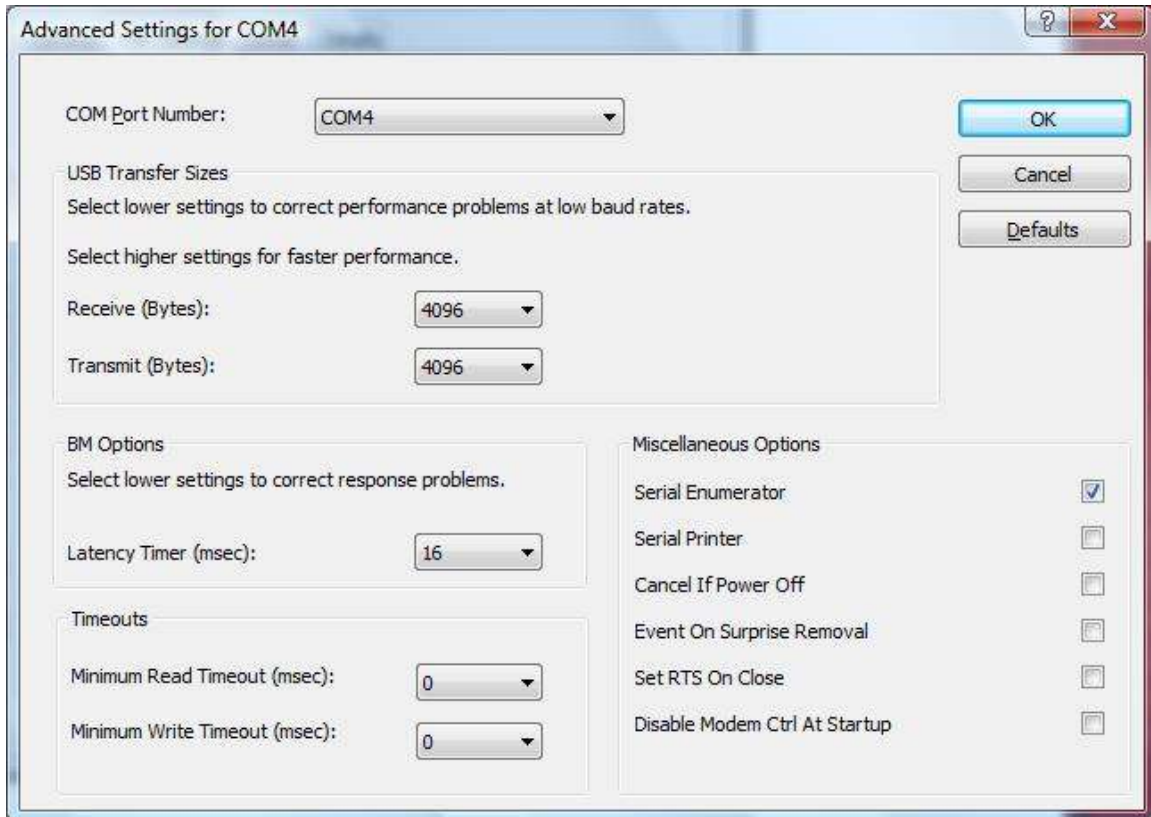 Advanced Settings for COM4
COM Port Number:
COM4
OK
Cancel
Defaults
USB Transfer Sizes
Select lower settings to correct performance problems at low baud rates.
Select higher settings for faster performance.
Receive (Bytes):
4096
Transmit (Bytes):
4096
BM Options
Select lower settings to correct response problems.
Latency Timer (msec):
16
Timeouts
Minimum Read Timeout (msec):
0
Minimum Write Timeout (msec):
0
Miscellaneous Options
Serial Enumerator
Serial Printer
Cancel If Power Off
Event On Surprise Removal
Set RTS On Close
Disable Modem Ctrl At Startup